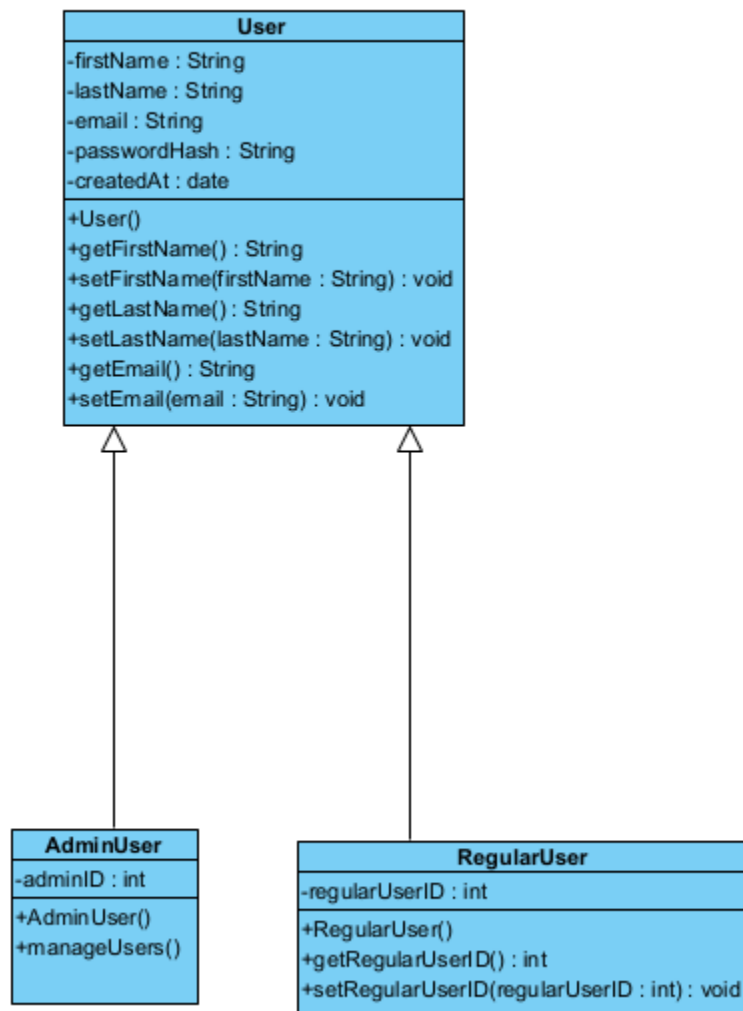 User
-firstName : String
-lastName : String
-email : String
-passwordHash : String
-createdAt : date
+User()
+getFirstName() : String
+setFirstName(firstName : String) : void
+getLastName() : String
+setLastName(lastName : String) : void
+getEmail() : String
+setEmail(email : String) : void
AdminUser
-adminID : int
+AdminUser()
+manageUsers()
RegularUser
-regularUserID : int
+RegularUser()
+getRegularUserID() : int
+setRegularUserID(regularUserID : int) : void